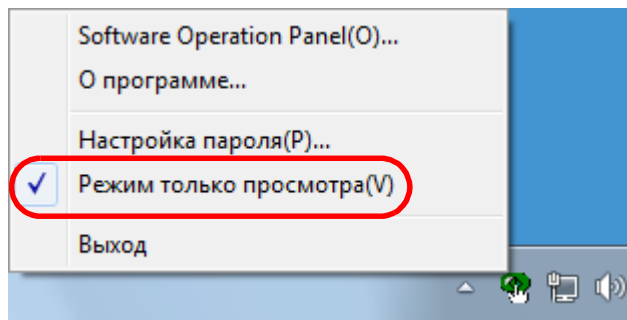 Software Operation Panel(O)...
О программе...
Настройка пароля(P)...
Режим только просмотра(V)
Выход